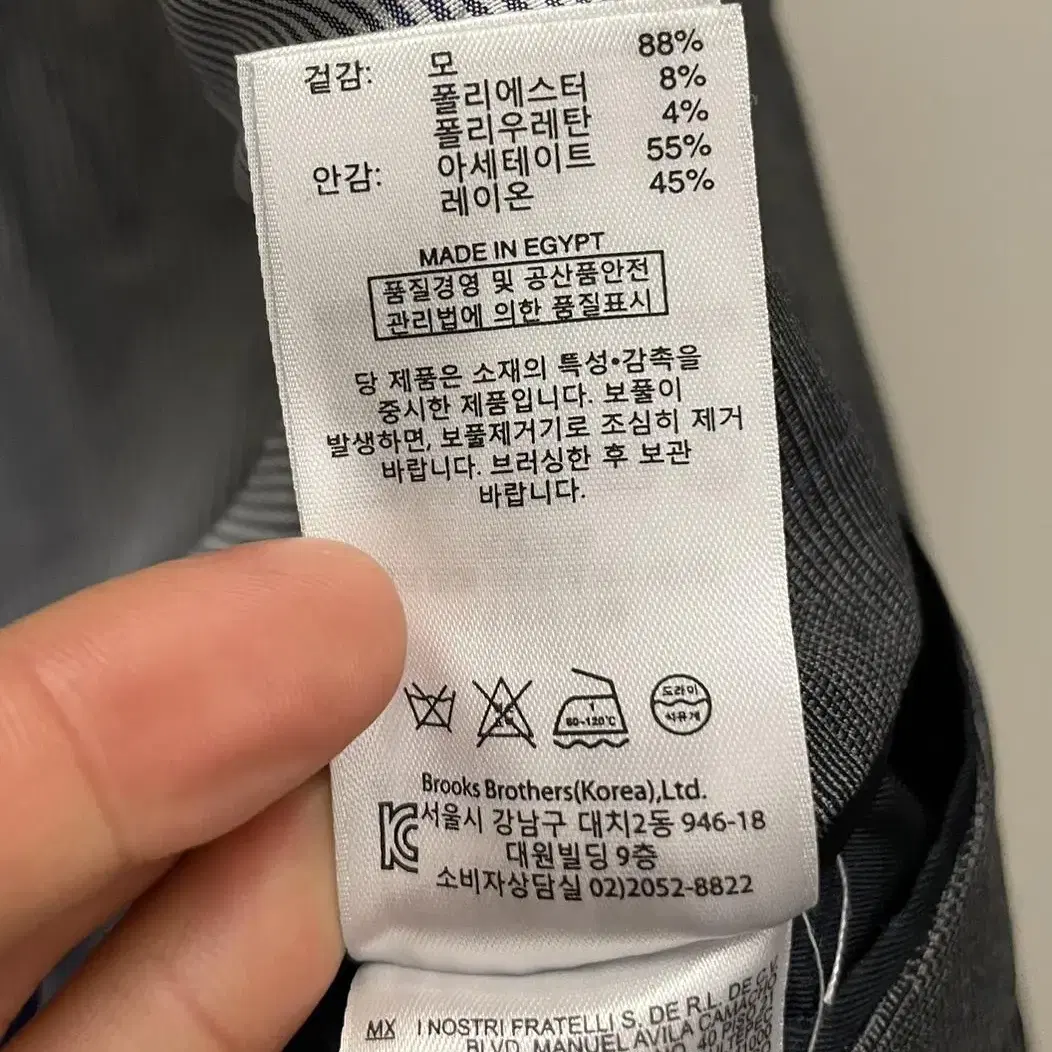 겉감: 모 88%
폴리에스터 8%
폴리우레탄 4%
안감: 아세테이트 55%
레이온 45%
MADE IN EGYPT
품질경영 및 공산품안전
관리법에 의한 품질표시
당 제품은 소재의 특성•감촉을
중시한 제품입니다. 보풀이
발생하면, 보풀제거기로 조심히 제거
바랍니다. 브러싱한 후 보관
바랍니다.
1
80~120℃
드라이
석유계
Brooks Brothers(Korea),Ltd.
서울시 강남구 대치2동 946-18
대원빌딩 9층
소비자상담실 02)2052-8822
MX I NOSTRI FRATELLI S. DE R.L. DE C.V.
BLVD. MANUEL AVILA CAMACHO
NO. 40 PISO 21